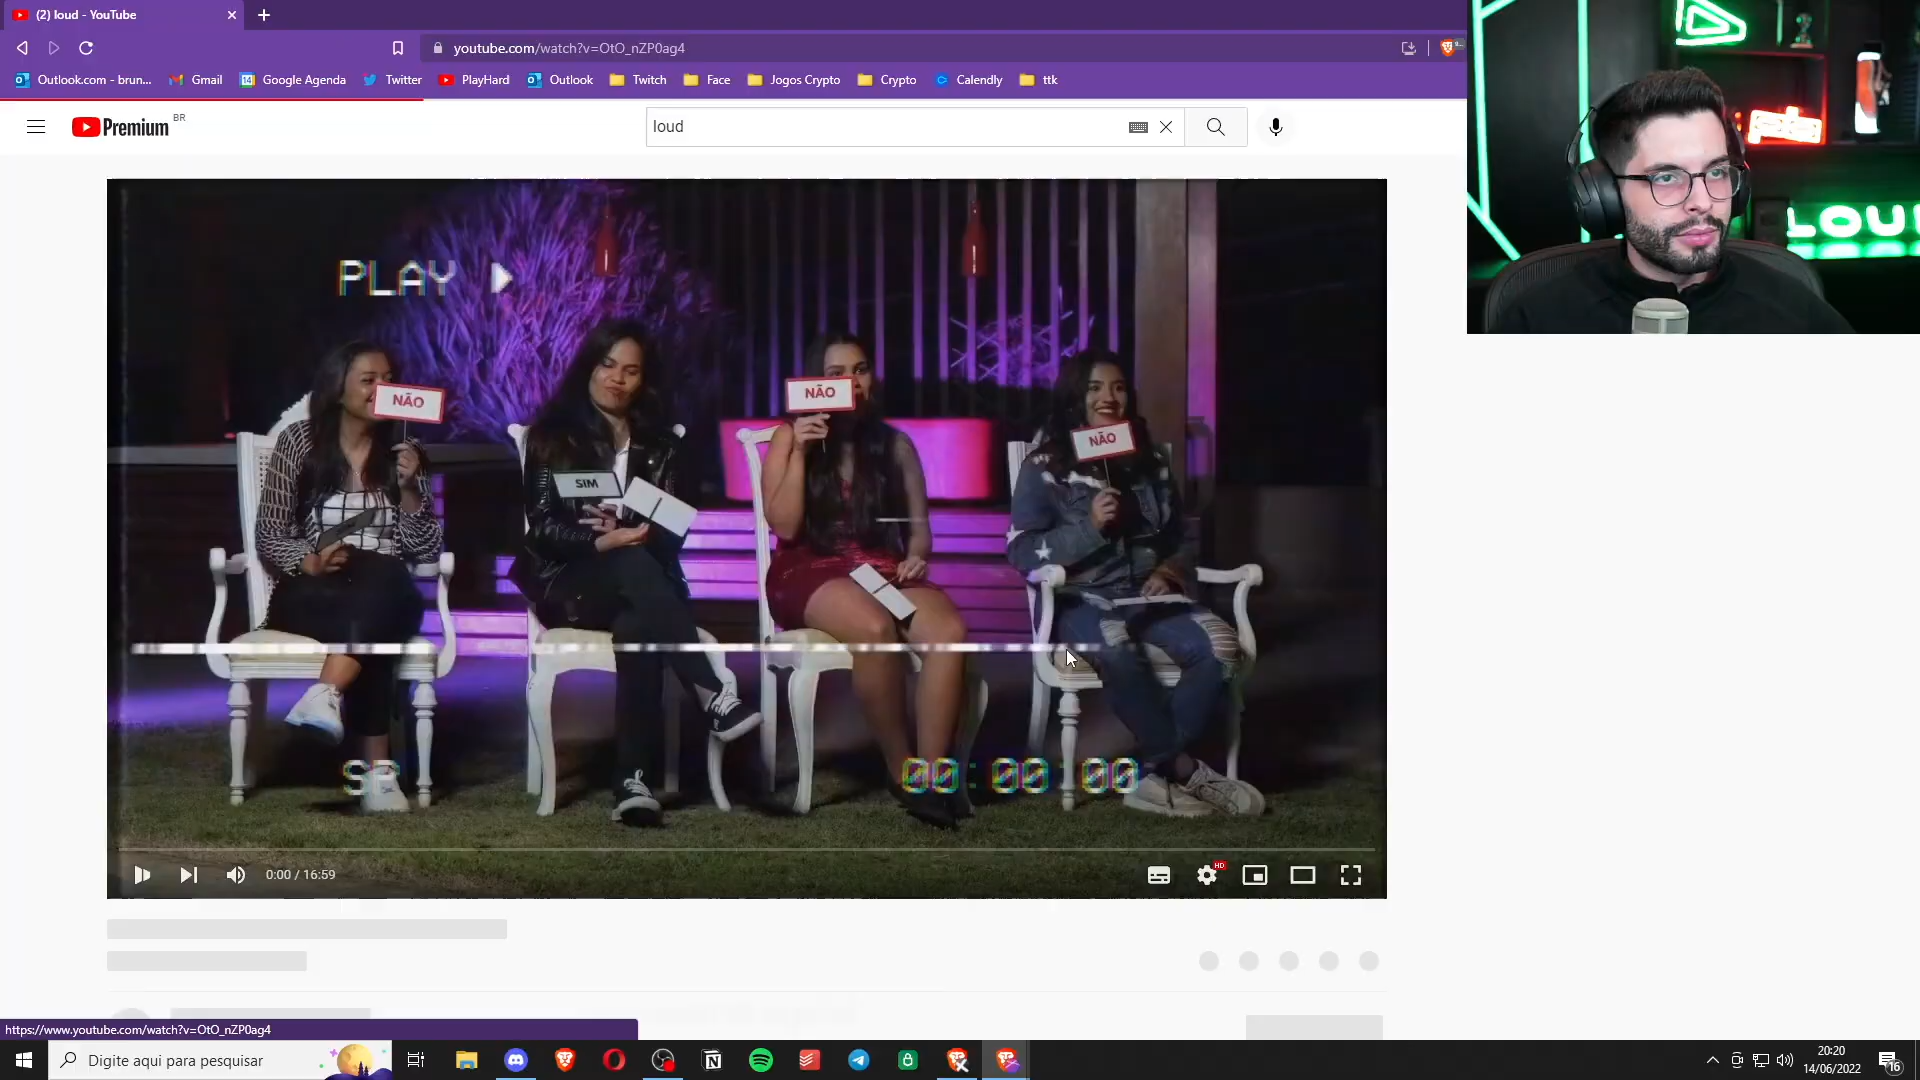 (2) loud - YouTube
youtube.com/watch?v=OtO_nZP0ag4
Outlook.com - brun... Gmail Google Agenda Twitter PlayHard Outlook Twitch Face Jogos Crypto Crypto Calendly ttk
Premium BR
loud
PLAY
NÃO
NÃO
NÃO
SIM
SP
00:00:00
0:00 / 16:59
HD
LOUD
https://www.youtube.com/watch?v=OtO_nZP0ag4
Digite aqui para pesquisar
20:20
14/06/2022
16